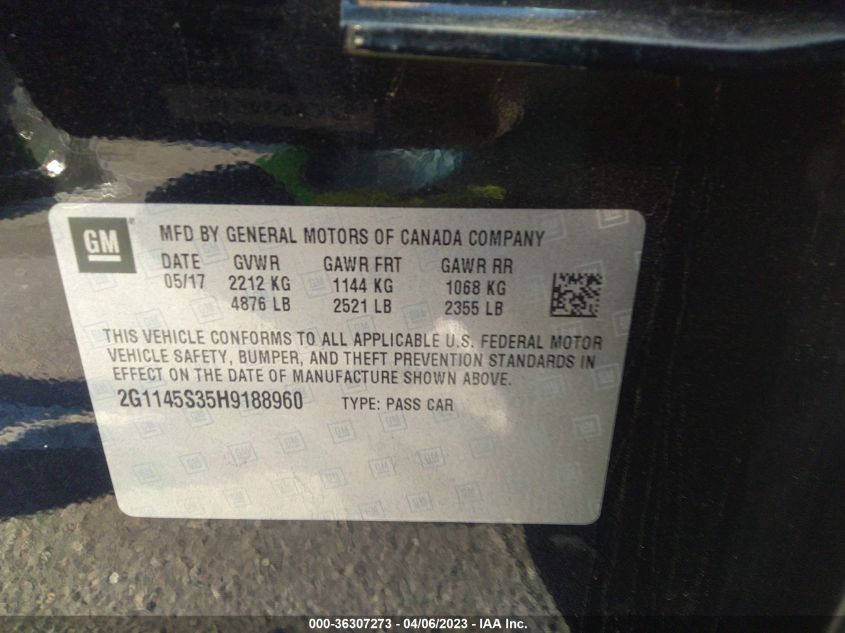 GM
MFD BY GENERAL MOTORS OF CANADA COMPANY
DATE GVWR GAWR FRT GAWR RR
05/17 2212 KG 1144 KG 1068 KG
4876 LB 2521 LB 2355 LB
THIS VEHICLE CONFORMS TO ALL APPLICABLE U.S. FEDERAL MOTOR
VEHICLE SAFETY, BUMPER, AND THEFT PREVENTION STANDARDS IN
EFFECT ON THE DATE OF MANUFACTURE SHOWN ABOVE.
2G1145S35H9188960 TYPE: PASS CAR
000-36307273 - 04/06/2023 - IAA Inc.